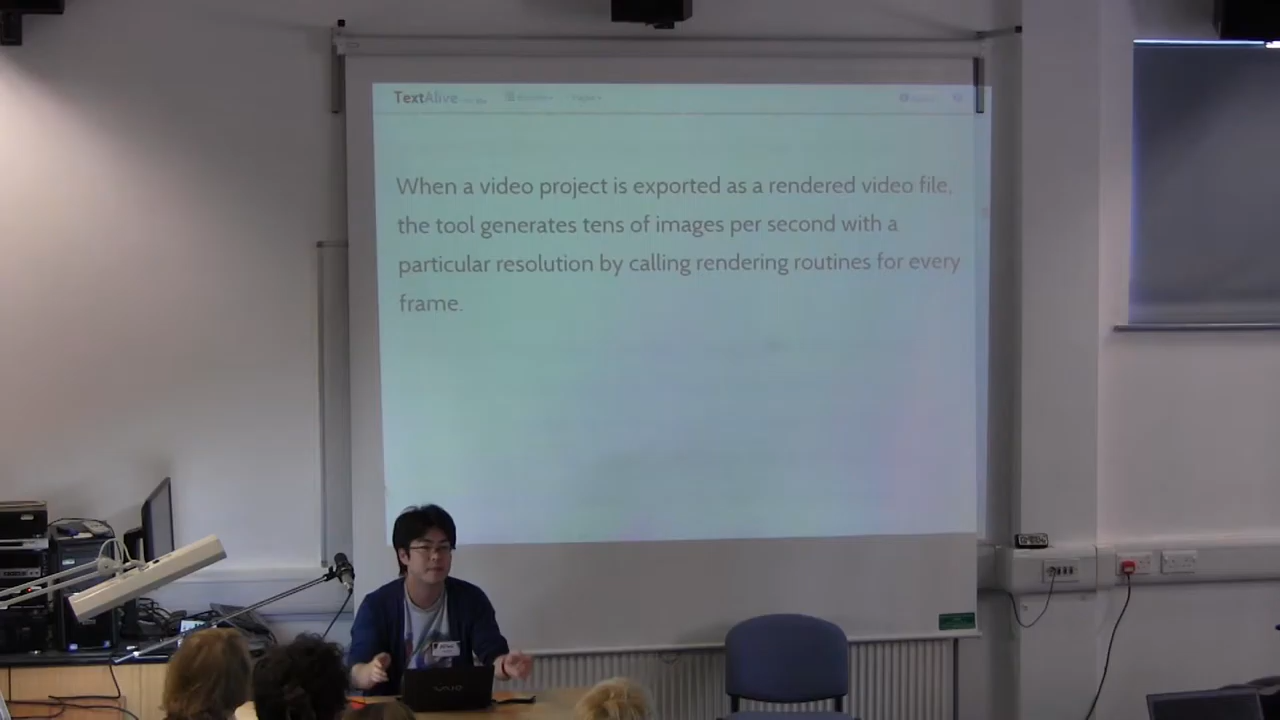 TextAlive
When a video project is exported as a rendered video file,
the tool generates tens of images per second with a
particular resolution by calling rendering routines for every
frame.
VAIO